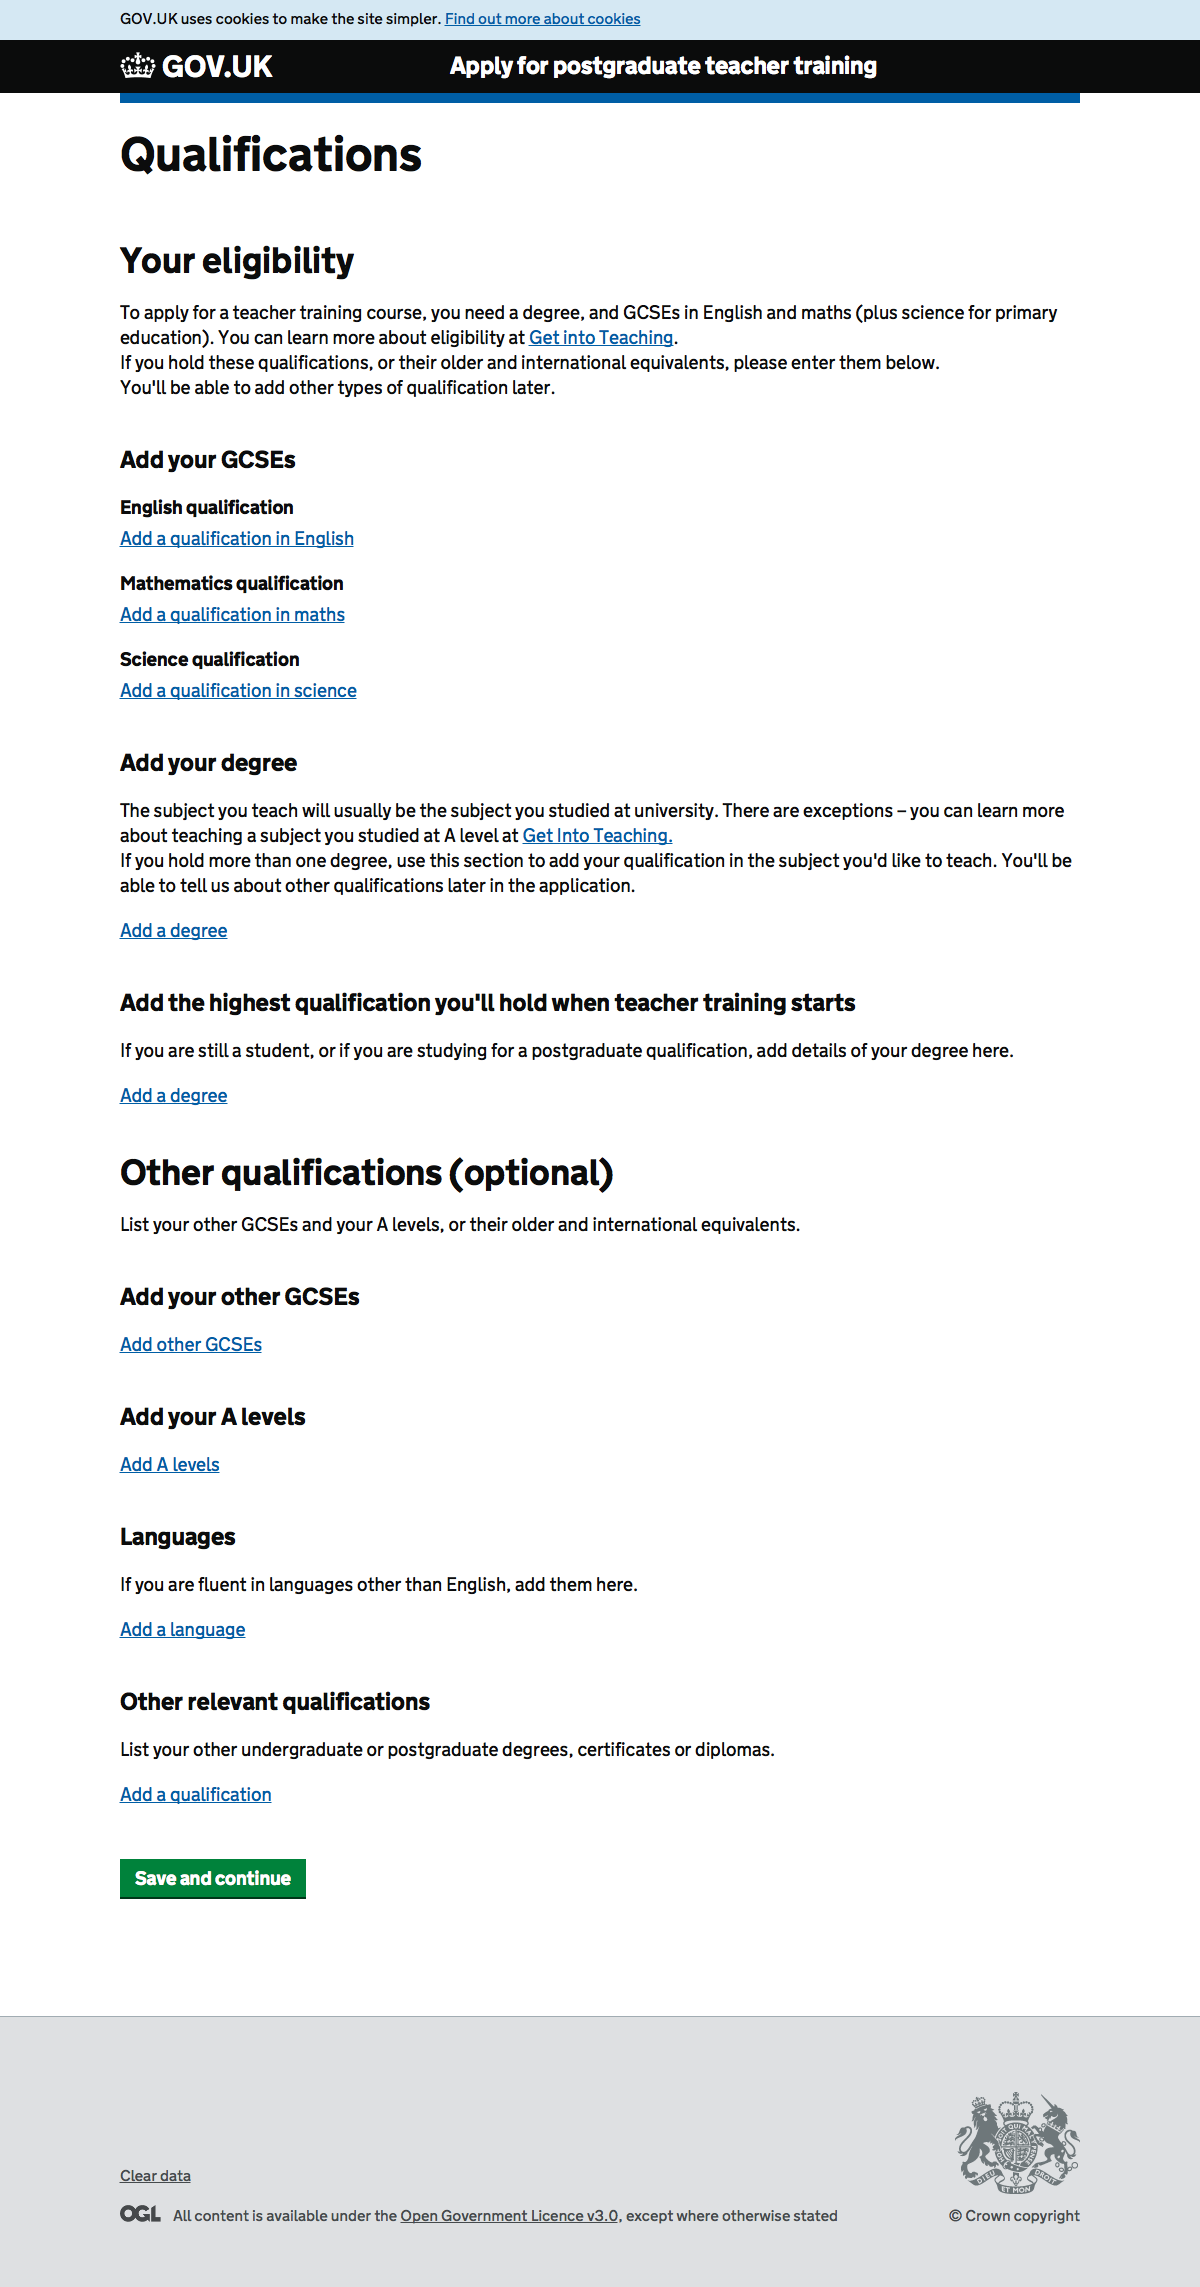 GOV.UK uses cookies to make the site simpler. Find out more about cookies
GOV.UK
Apply for postgraduate teacher training
Qualifications
Your eligibility
To apply for a teacher training course, you need a degree, and GCSEs in English and maths (plus science for primary
education). You can learn more about eligibility at Get into Teaching.
If you hold these qualifications, or their older and international equivalents, please enter them below.
You'll be able to add other types of qualification later.
Add your GCSEs
English qualification
Add a qualification in English
Mathematics qualification
Add a qualification in maths
Science qualification
Add a qualification in science
Add your degree
The subject you teach will usually be the subject you studied at university. There are exceptions – you can learn more
about teaching a subject you studied at A level at Get Into Teaching.
If you hold more than one degree, use this section to add your qualification in the subject you'd like to teach. You'll be
able to tell us about other qualifications later in the application.
Add a degree
Add the highest qualification you'll hold when teacher training starts
If you are still a student, or if you are studying for a postgraduate qualification, add details of your degree here.
Add a degree
Other qualifications (optional)
List your other GCSEs and your A levels, or their older and international equivalents.
Add your other GCSEs
Add other GCSEs
Add your A levels
Add A levels
Languages
If you are fluent in languages other than English, add them here.
Add a language
Other relevant qualifications
List your other undergraduate or postgraduate degrees, certificates or diplomas.
Add a qualification
Save and continue
DIEU ET MON DROIT
Clear data
OGL All content is available under the Open Government Licence v3.0, except where otherwise stated
© Crown copyright